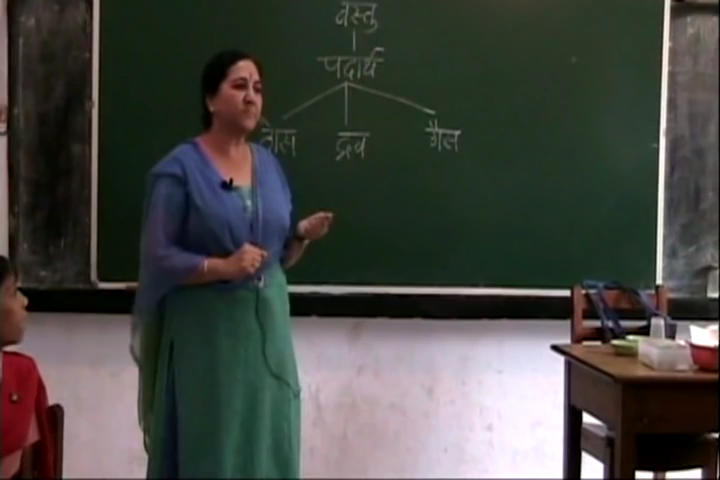 वस्तु
पदार्थ
ठोस द्रव गैस